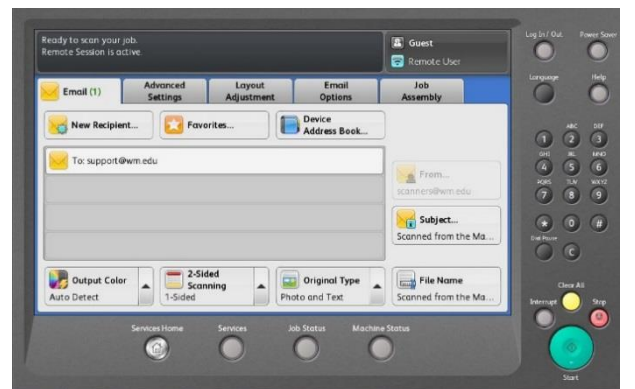 Ready to scan your job.
Remote Session is active.
Guest
Remote User
Log In / Out
Power Saver
Language
Help
Email (1)
Advanced Settings
Layout Adjustment
Email Options
Job Assembly
New Recipient...
Favorites...
Device Address Book...
To: support@wm.edu
From...
scanners@wm.edu
Subject...
Scanned from the Ma...
Output Color
Auto Detect
2-Sided Scanning
1-Sided
Original Type
Photo and Text
File Name
Scanned from the Ma...
ABC
DEF
1 2 3
GHI
JKL
MNO
4 5 6
PQRS
TUV
WXYZ
7 8 9
* 0 #
Dial Pause
C
Clear All
Interrupt
Stop
Start
Services Home
Services
Job Status
Machine Status